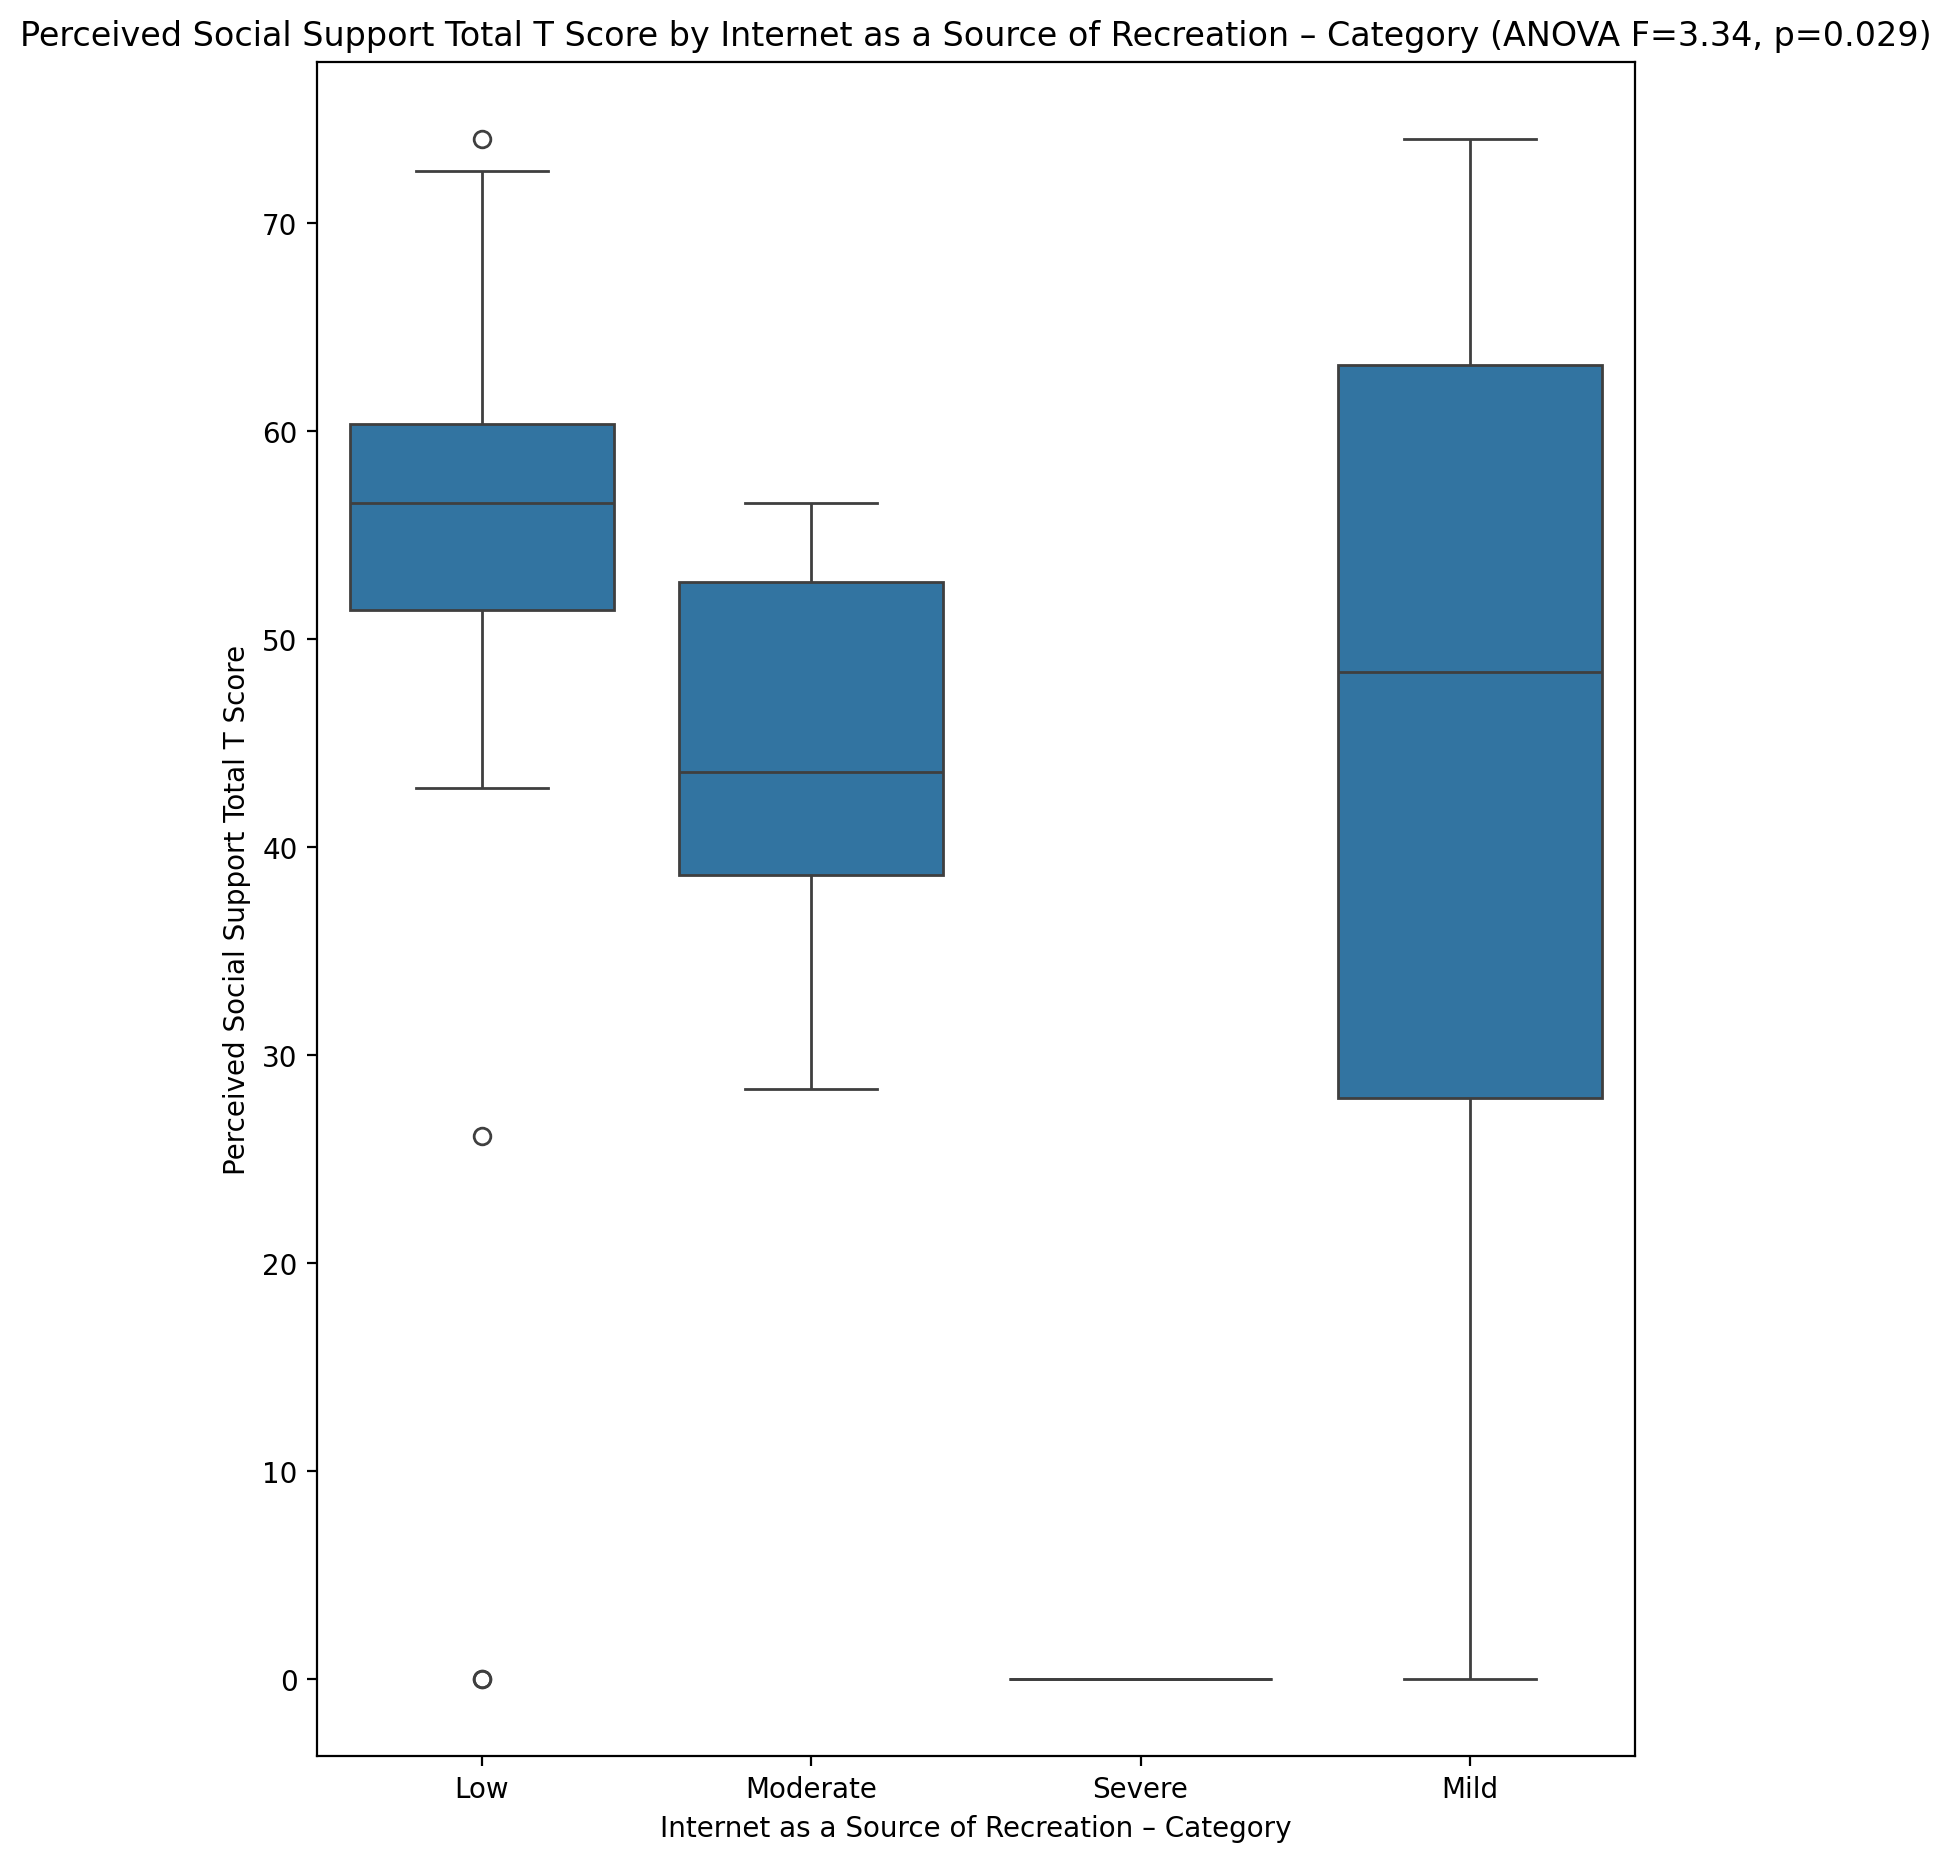 Perceived Social Support Total T Score by Internet as a Source of Recreation – Category (ANOVA F=3.34, p=0.029)
Perceived Social Support Total T Score
70
60
50
40
30
20
10
0
Low Moderate Severe Mild
Internet as a Source of Recreation – Category